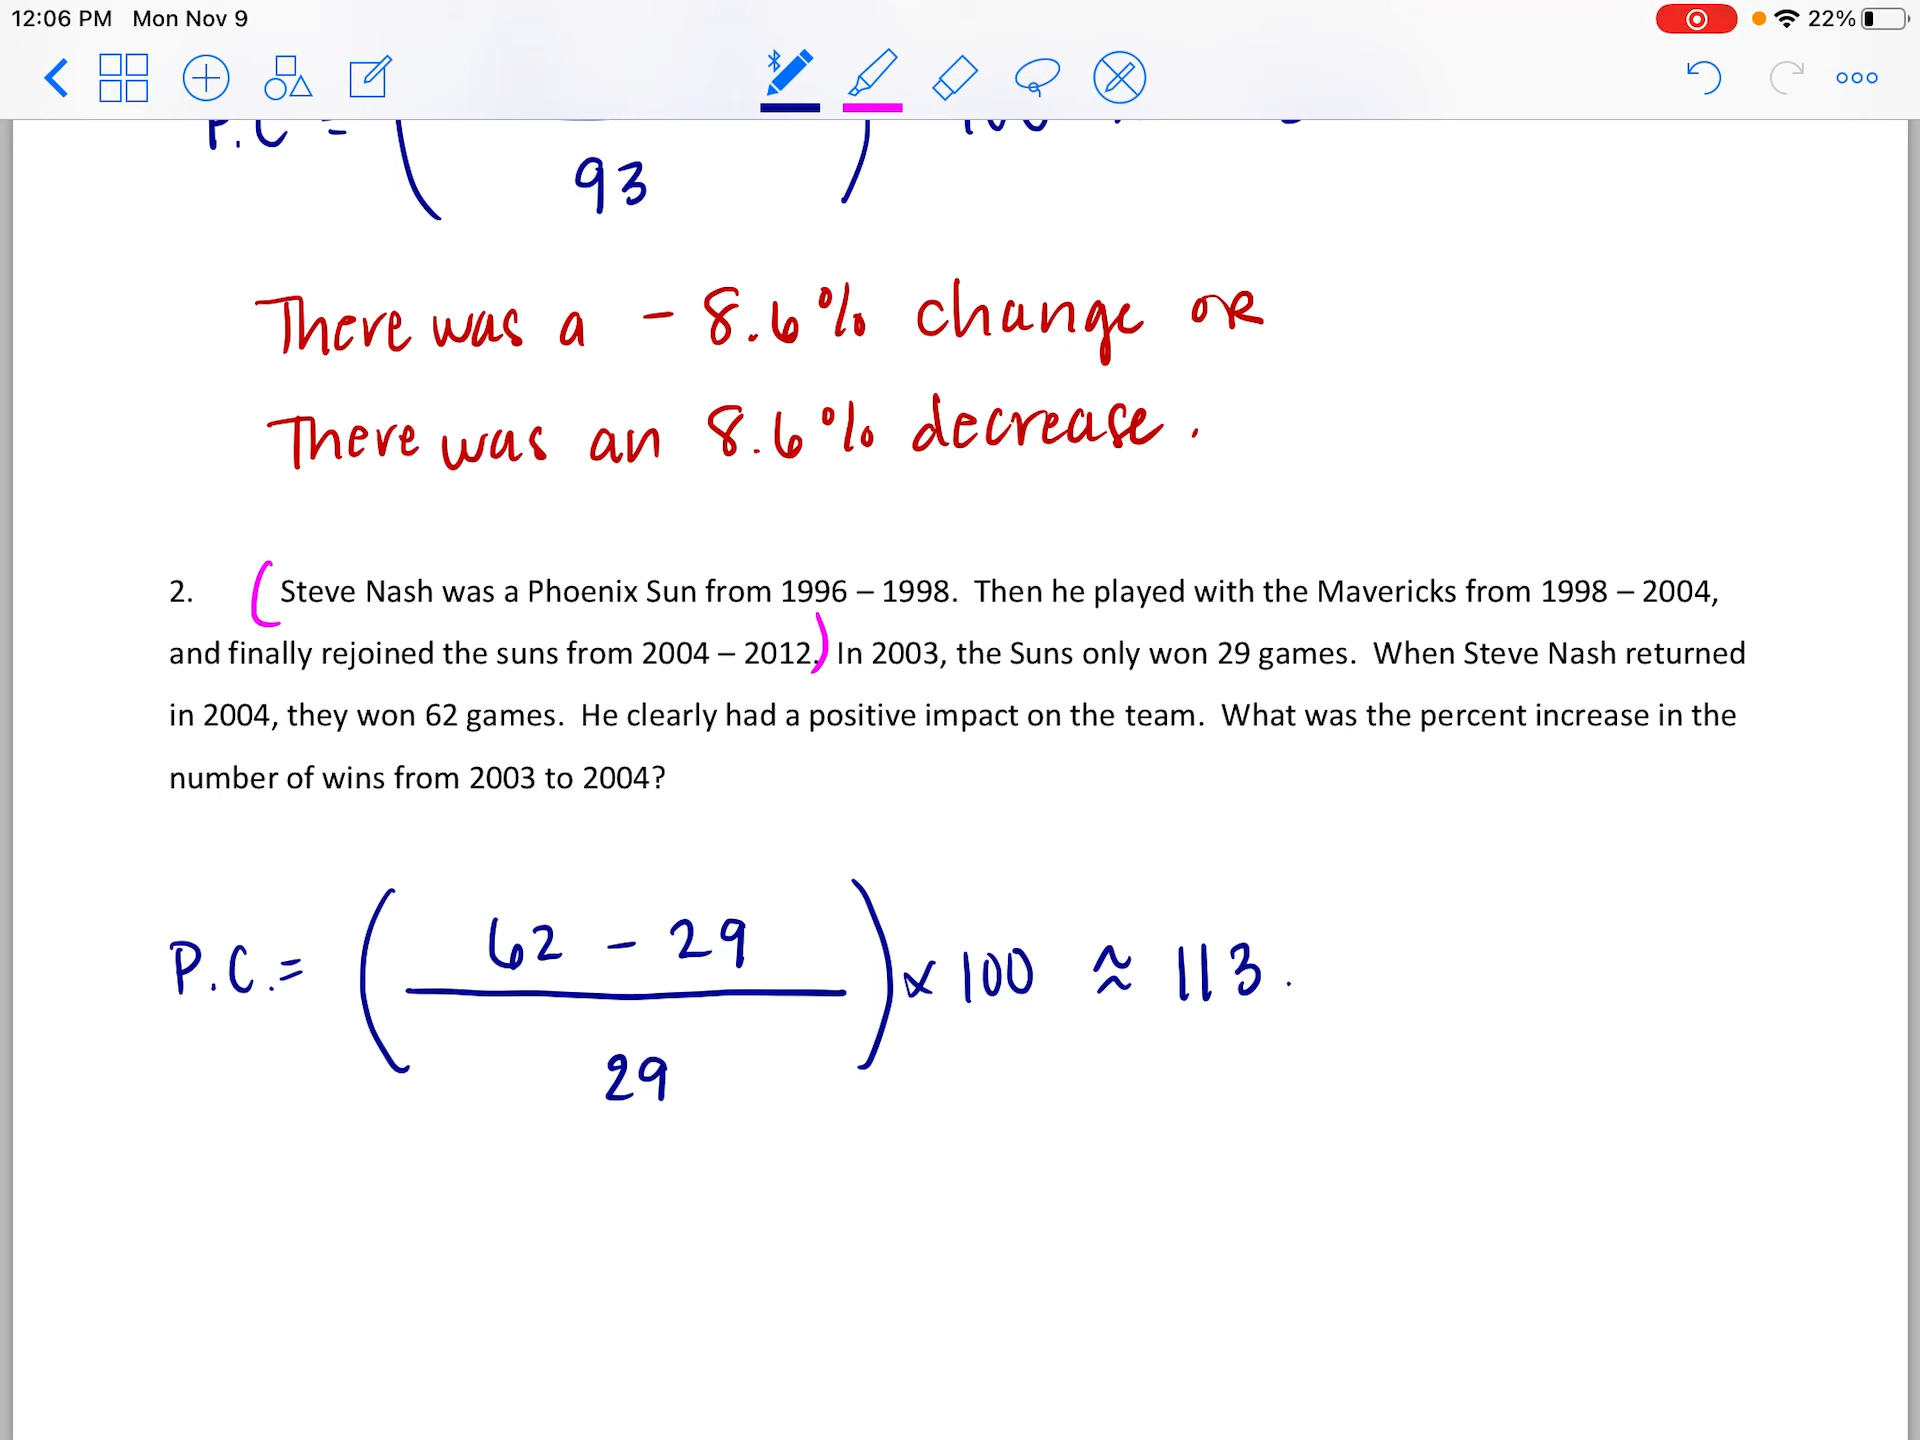 12:06 PM Mon Nov 9
22%
P.C =
93
There was a - 8.6% change OR
There was an 8.6% decrease.
2. (Steve Nash was a Phoenix Sun from 1996 – 1998. Then he played with the Mavericks from 1998 – 2004,
and finally rejoined the suns from 2004 – 2012.) In 2003, the Suns only won 29 games. When Steve Nash returned
in 2004, they won 62 games. He clearly had a positive impact on the team. What was the percent increase in the
number of wins from 2003 to 2004?
62 - 29
P.C. = ( ) x 100 ≈ 113.
29